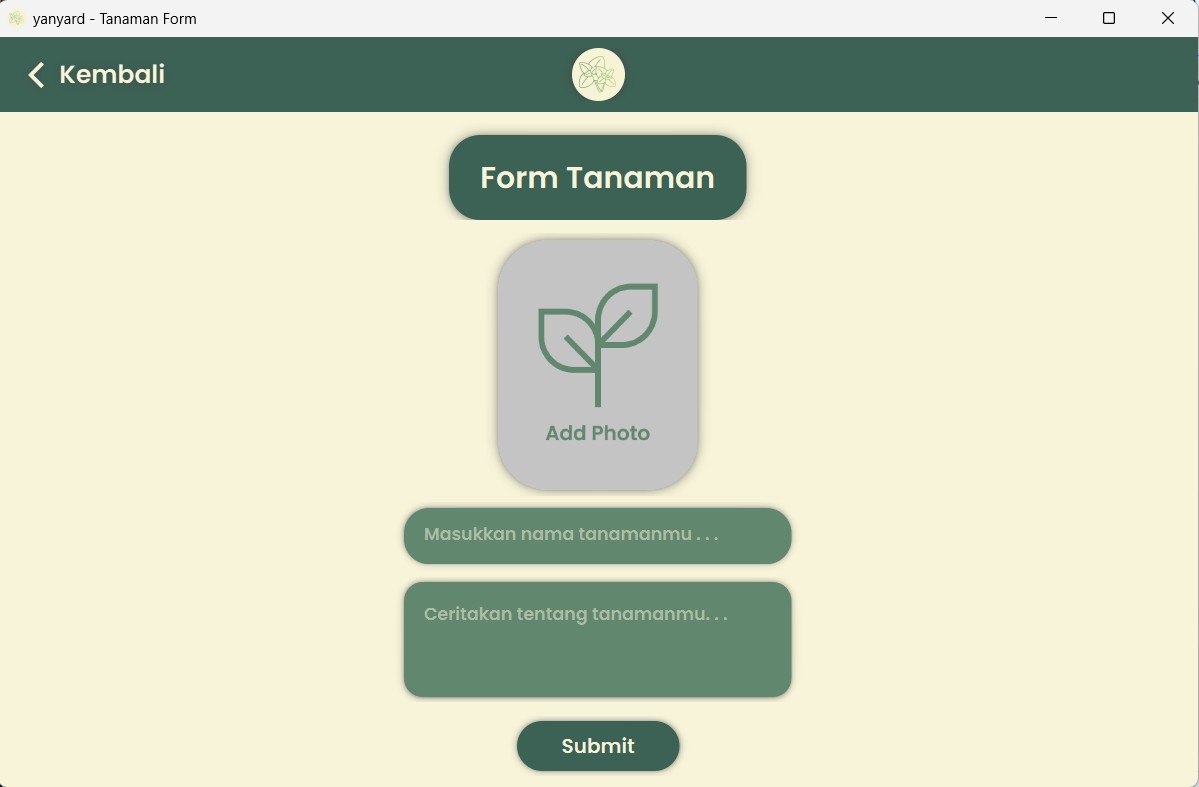 yanyard - Tanaman Form
Kembali
Form Tanaman
Add Photo
Masukkan nama tanamanmu . . .
Ceritakan tentang tanamanmu. . .
Submit